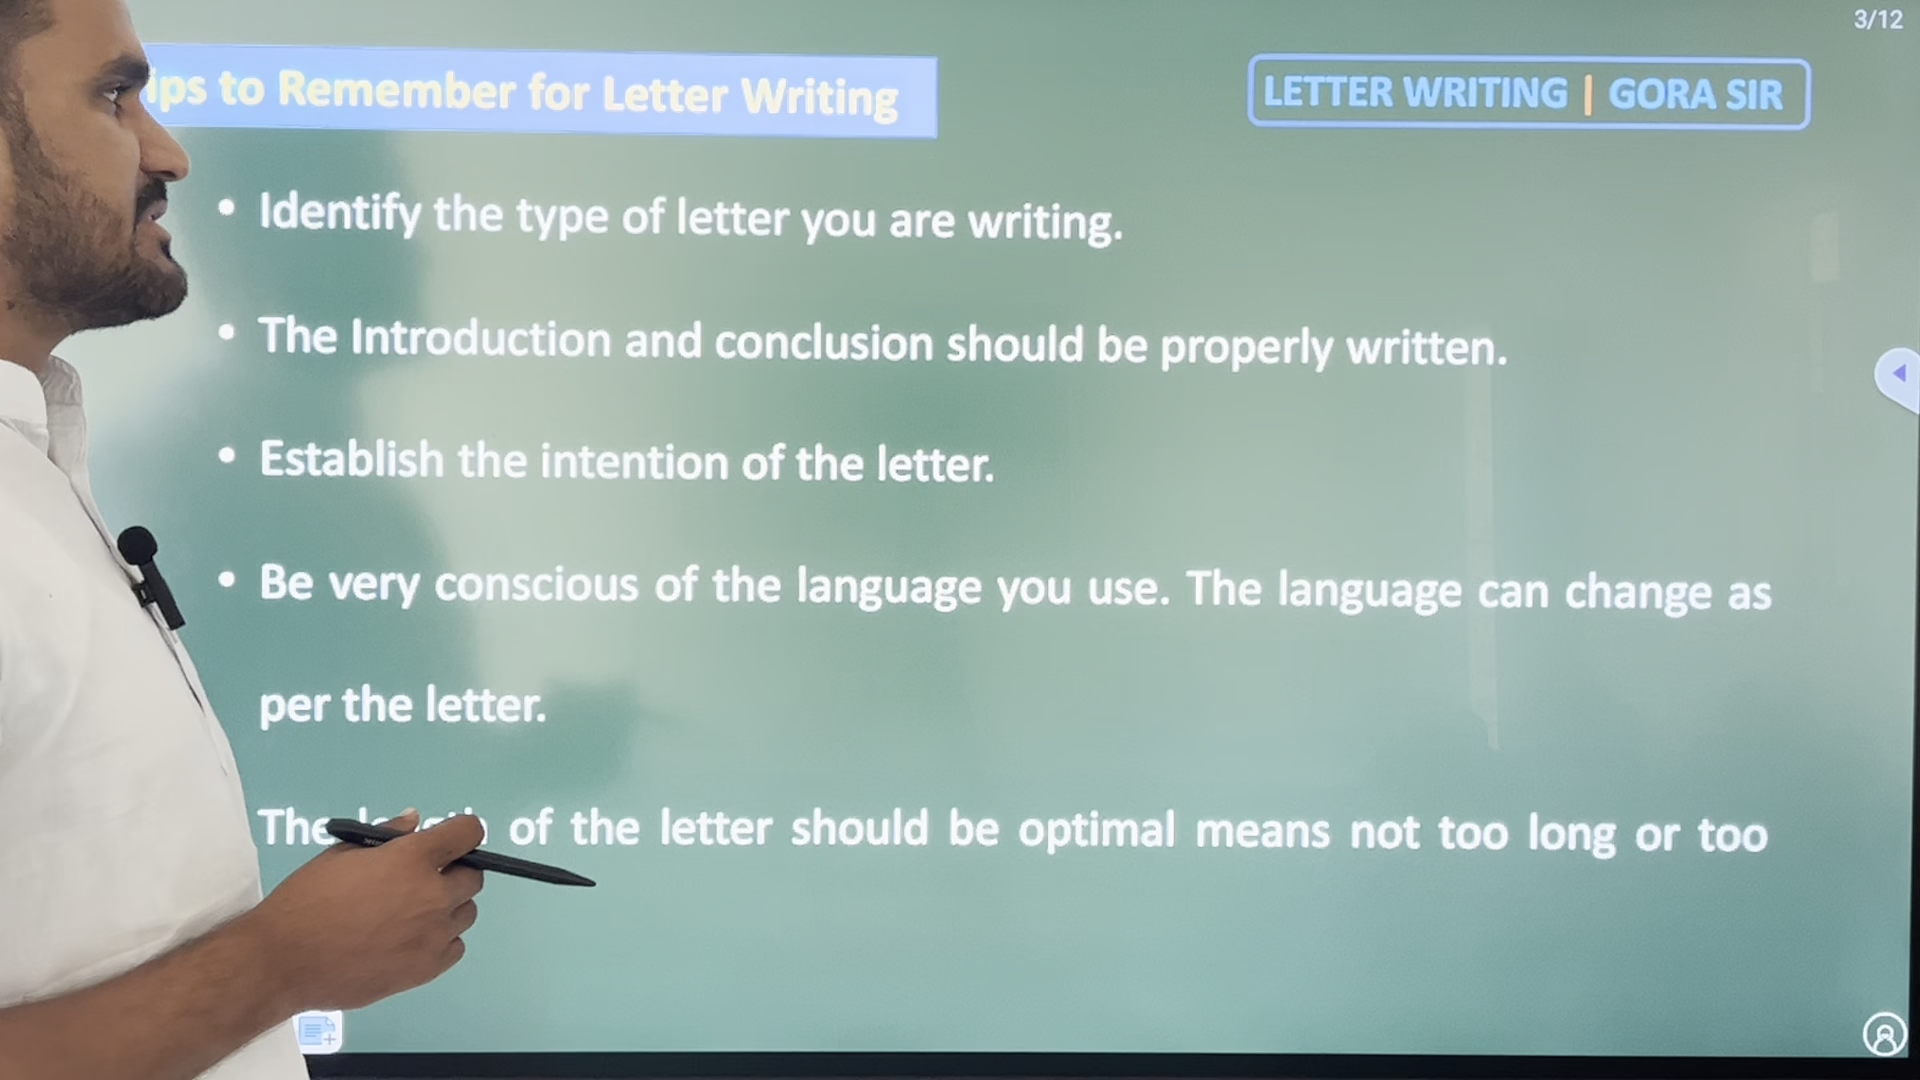 3/12
ips to Remember for Letter Writing
LETTER WRITING | GORA SIR
• Identify the type of letter you are writing.
• The Introduction and conclusion should be properly written.
• Establish the intention of the letter.
• Be very conscious of the language you use. The language can change as
per the letter.
The of the letter should be optimal means not too long or too